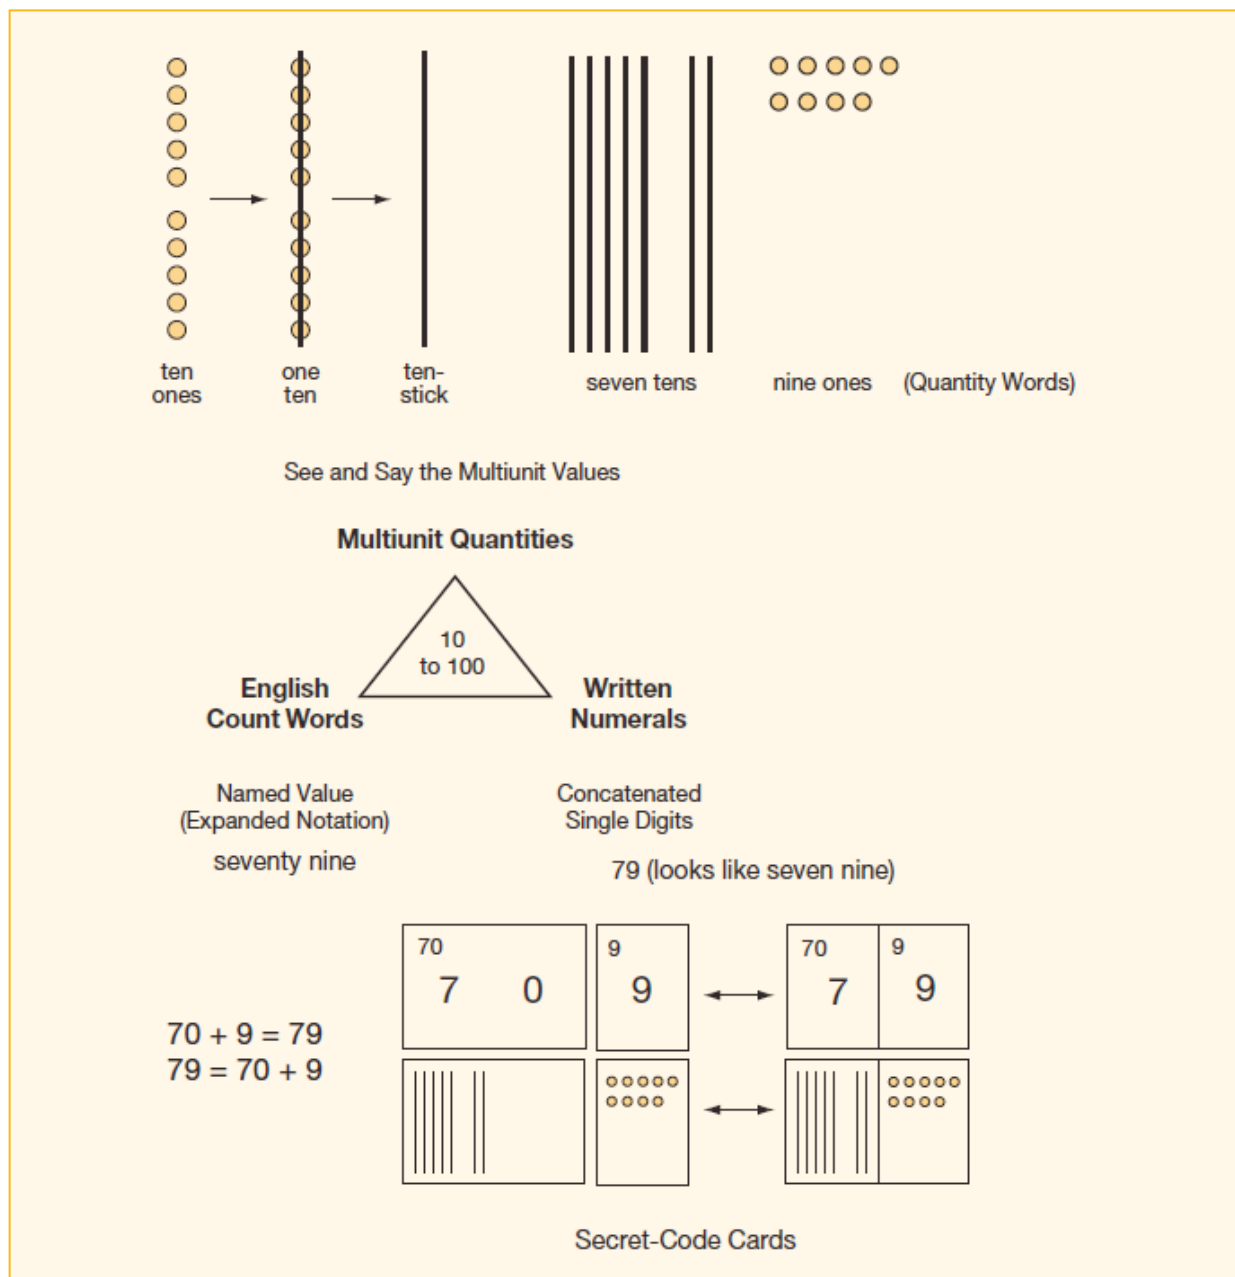 ten
ones
one
ten
ten-
stick
seven tens
nine ones
(Quantity Words)
See and Say the Multiunit Values
Multiunit Quantities
10
to 100
English
Count Words
Written
Numerals
Named Value
(Expanded Notation)
seventy nine
Concatenated
Single Digits
79 (looks like seven nine)
70
7 0
9
9
70
7
9
9
70 + 9 = 79
79 = 70 + 9
Secret-Code Cards